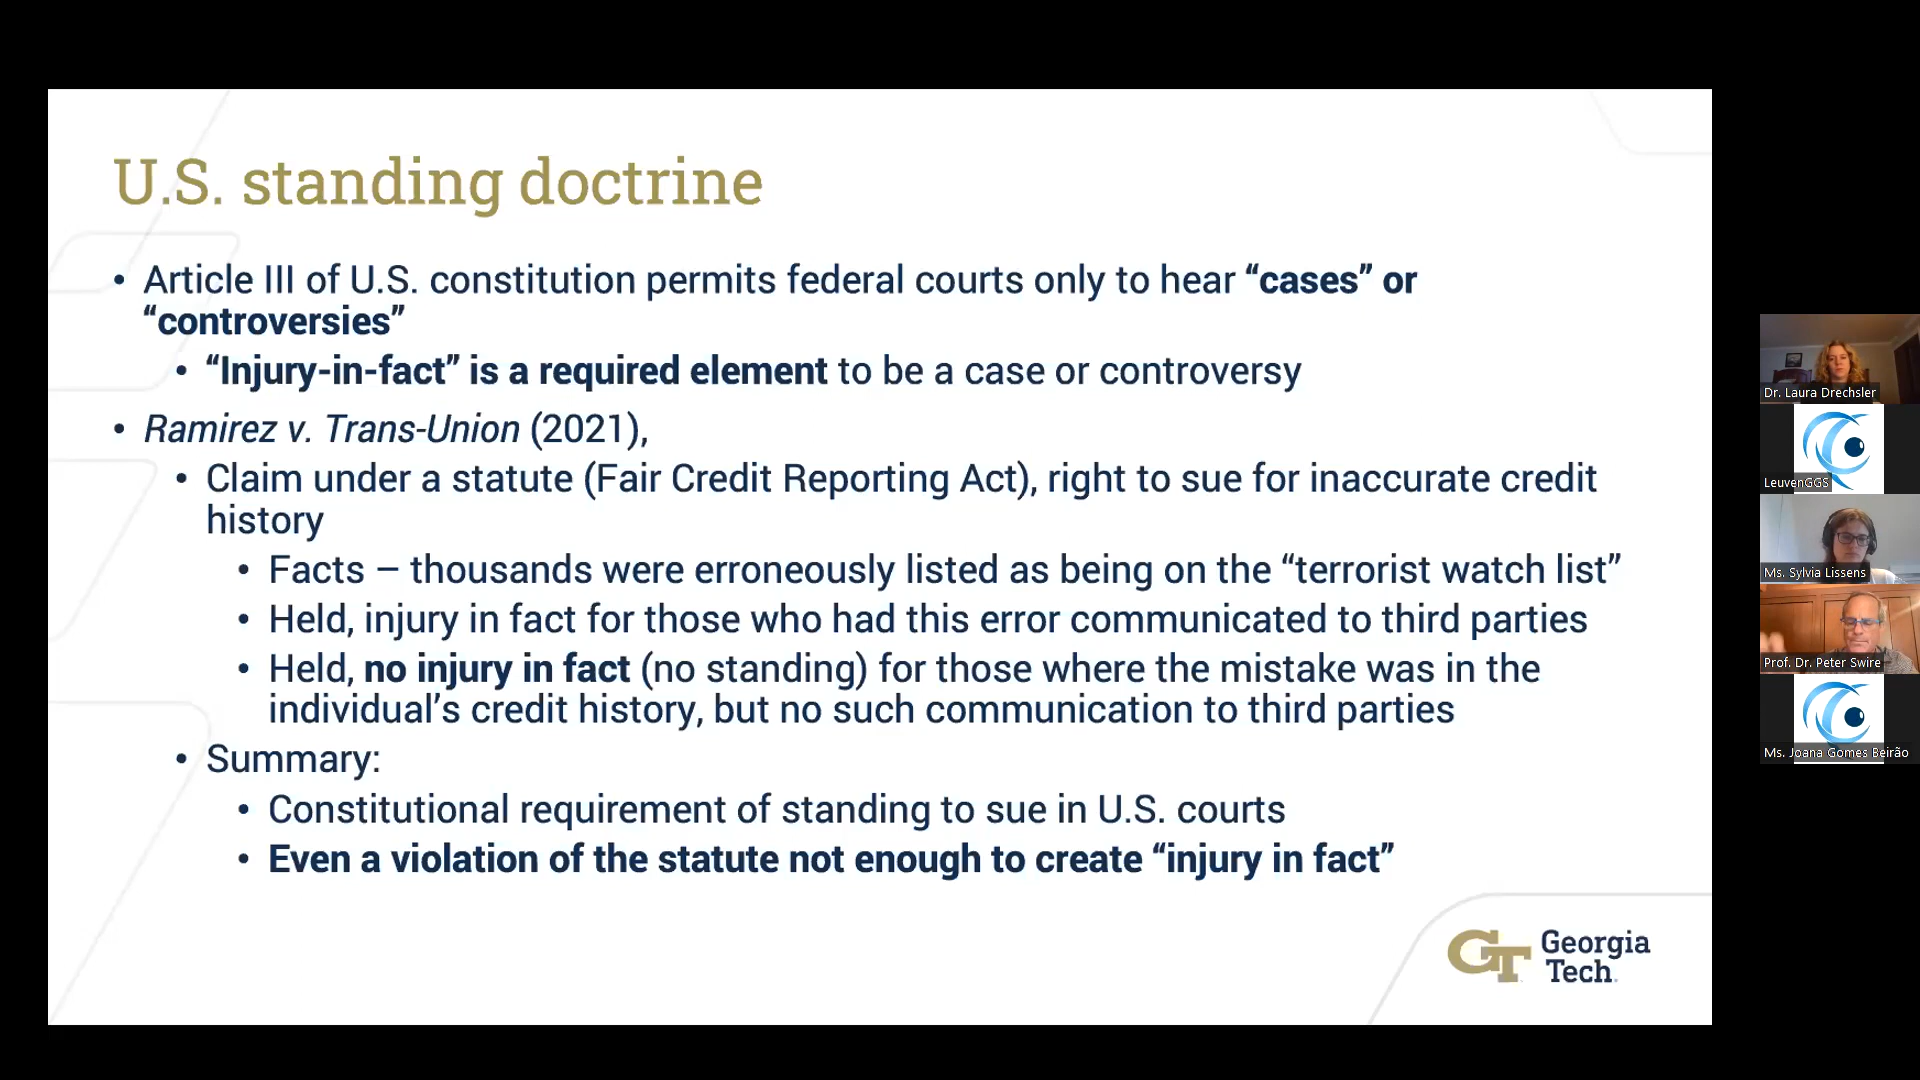 U.S. standing doctrine
• Article III of U.S. constitution permits federal courts only to hear “cases” or
“controversies”
• “Injury-in-fact” is a required element to be a case or controversy
• Ramirez v. Trans-Union (2021),
• Claim under a statute (Fair Credit Reporting Act), right to sue for inaccurate credit
history
• Facts – thousands were erroneously listed as being on the “terrorist watch list”
• Held, injury in fact for those who had this error communicated to third parties
• Held, no injury in fact (no standing) for those where the mistake was in the
individual’s credit history, but no such communication to third parties
• Summary:
• Constitutional requirement of standing to sue in U.S. courts
• Even a violation of the statute not enough to create “injury in fact”
GT Georgia
Tech
Dr. Laura Drechsler
LeuvenGGS
Ms. Sylvia Lissens
Prof. Dr. Peter Swire
Ms. Joana Gomes Beirão